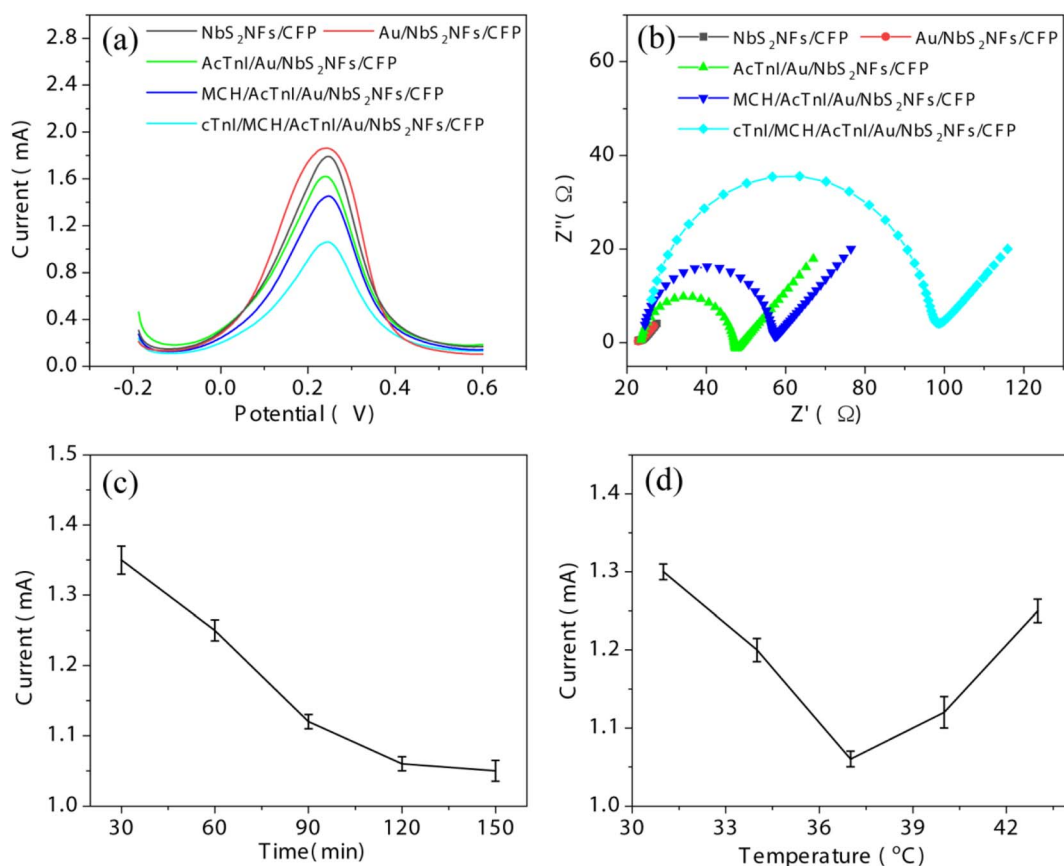 (a)
NbS₂NFs/CFP Au/NbS₂NFs/CFP
AcTnI/Au/NbS₂NFs/CFP
MCH/AcTnI/Au/NbS₂NFs/CFP
cTnI/MCH/AcTnI/Au/NbS₂NFs/CFP
Current ( mA)
2.8
2.4
2.0
1.6
1.2
0.8
0.4
0.0
-0.2 0.0 0.2 0.4 0.6
Potential ( V)
(b)
NbS₂NFs/CFP Au/NbS₂NFs/CFP
AcTnI/Au/NbS₂NFs/CFP
MCH/AcTnI/Au/NbS₂NFs/CFP
cTnI/MCH/AcTnI/Au/NbS₂NFs/CFP
Z"( Ω)
60
40
20
0
20 40 60 80 100 120
Z' ( Ω)
(c)
Current ( mA)
1.5
1.4
1.3
1.2
1.1
1.0
30 60 90 120 150
Time(min)
(d)
Current ( mA)
1.4
1.3
1.2
1.1
1.0
30 33 36 39 42
Temperature ( °C)